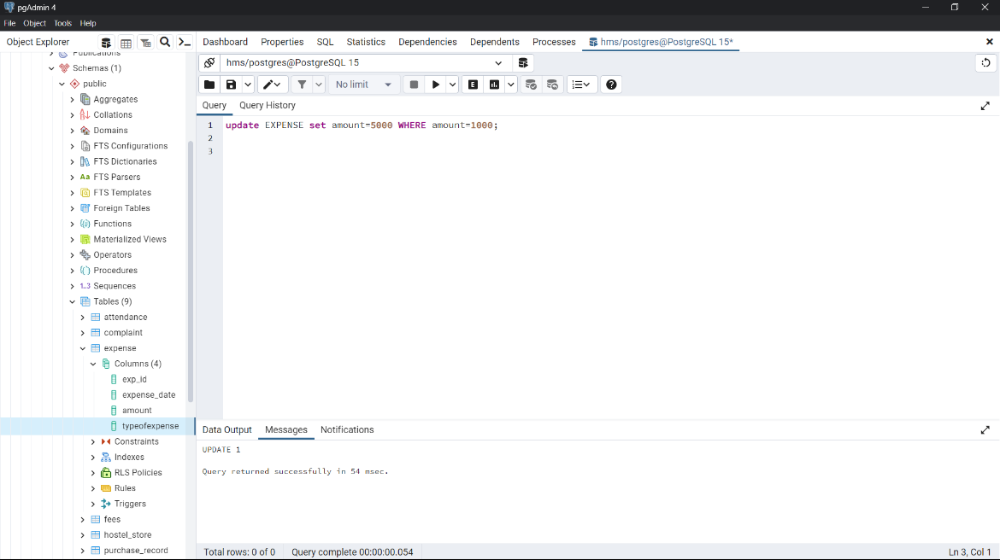 pgAdmin 4
File Object Tools Help
Object Explorer
Dashboard Properties SQL Statistics Dependencies Dependents Processes hms/postgres@PostgreSQL 15*
Publications
Schemas (1)
public
Aggregates
Collations
Domains
FTS Configurations
FTS Dictionaries
Aa FTS Parsers
FTS Templates
Foreign Tables
Functions
Materialized Views
Operators
Procedures
1..3 Sequences
Tables (9)
attendance
complaint
expense
Columns (4)
exp_id
expense_date
amount
typeofexpense
Constraints
Indexes
RLS Policies
Rules
Triggers
fees
hostel_store
purchase_record
hms/postgres@PostgreSQL 15
No limit
E
Query Query History
1 update EXPENSE set amount=5000 WHERE amount=1000;
2
3
Data Output Messages Notifications
UPDATE 1
Query returned successfully in 54 msec.
Total rows: 0 of 0 Query complete 00:00:00.054 Ln 3, Col 1